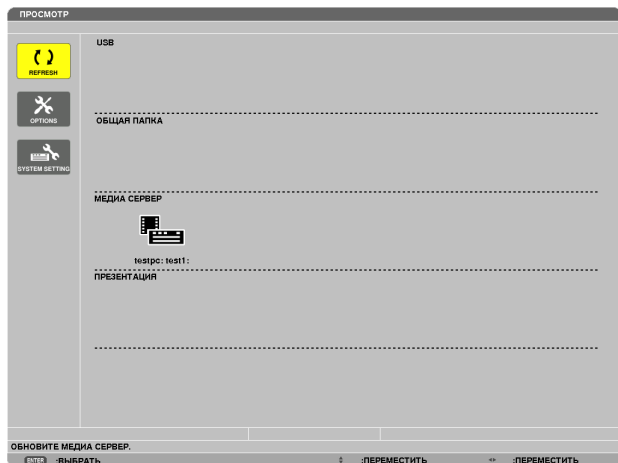 ПРОСМОТР
USB
REFRESH
OPTIONS
ОБЩАЯ ПАПКА
SYSTEM SETTING
МЕДИА СЕРВЕР
testpc: test1:
ПРЕЗЕНТАЦИЯ
ОБНОВИТЕ МЕДИА СЕРВЕР.
ENTER :ВЫБРАТЬ :ПЕРЕМЕСТИТЬ :ПЕРЕМЕСТИТЬ